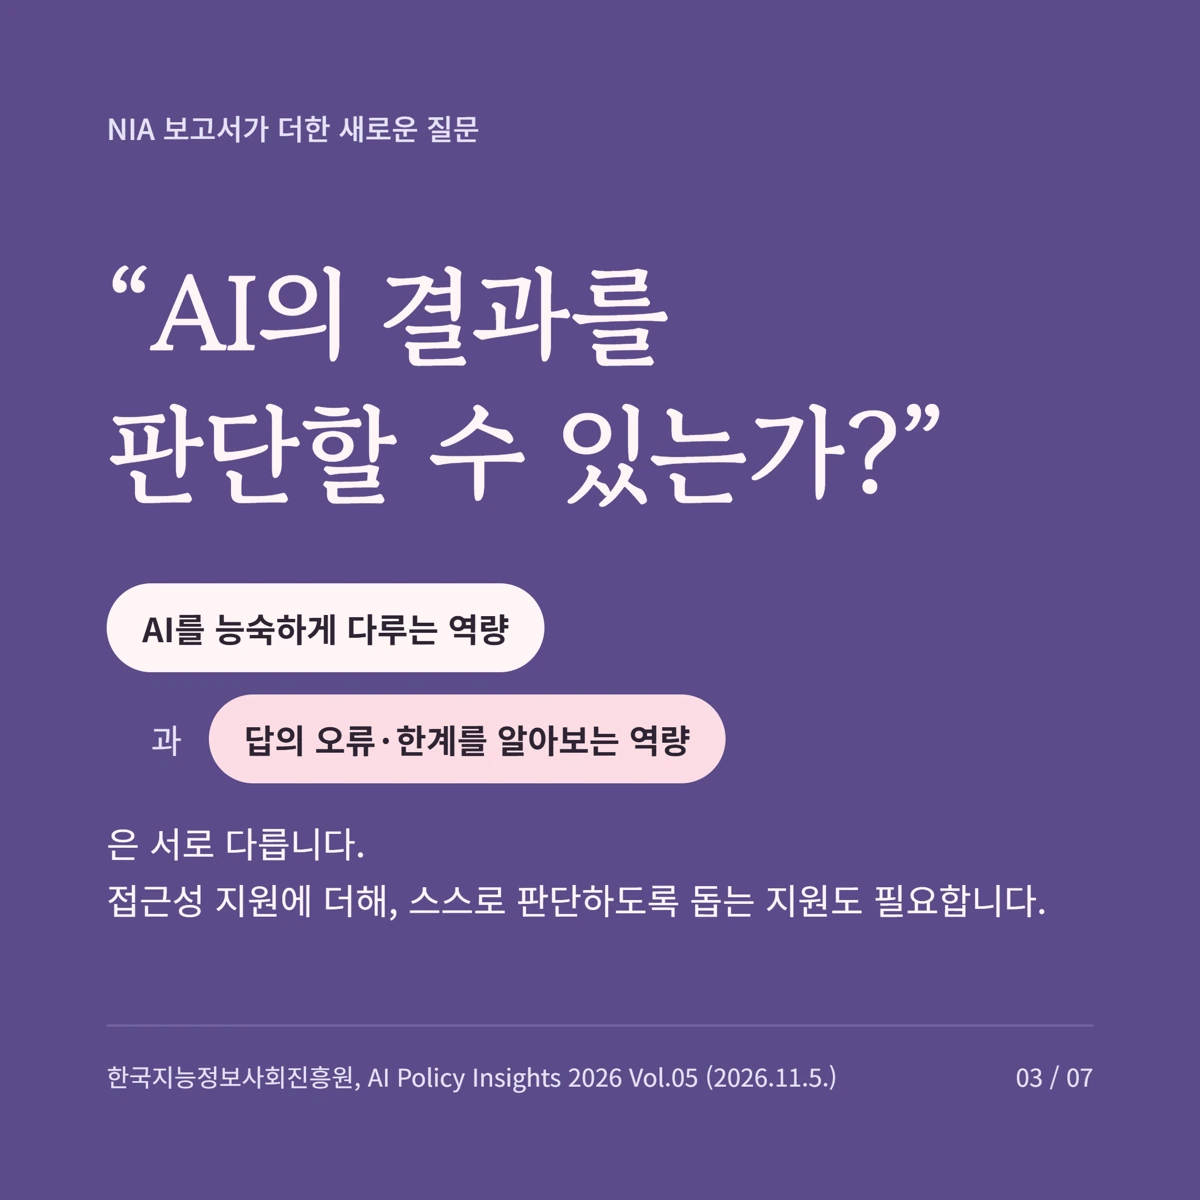 NIA 보고서가 더한 새로운 질문
“AI의 결과를
판단할 수 있는가?”
AI를 능숙하게 다루는 역량
과 답의 오류·한계를 알아보는 역량
은 서로 다릅니다.
접근성 지원에 더해, 스스로 판단하도록 돕는 지원도 필요합니다.
한국지능정보사회진흥원, AI Policy Insights 2026 Vol.05 (2026.11.5.) 03 / 07